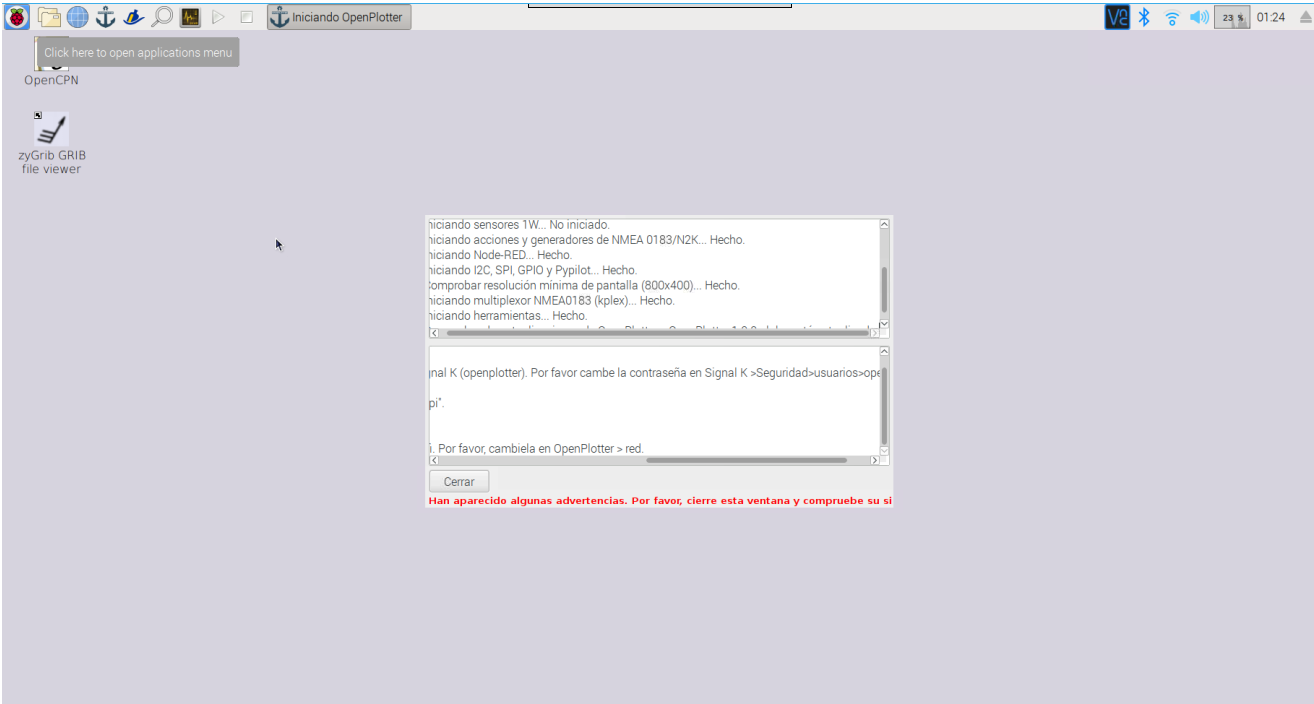 Iniciando OpenPlotter
23 %
01:24
Click here to open applications menu
OpenCPN
zyGrib GRIB
file viewer
niciando sensores 1W... No iniciado.
niciando acciones y generadores de NMEA 0183/N2K... Hecho.
niciando Node-RED... Hecho.
niciando I2C, SPI, GPIO y Pypilot... Hecho.
Comprobar resolución mínima de pantalla (800x400)... Hecho.
niciando multiplexor NMEA0183 (kplex)... Hecho.
niciando herramientas... Hecho.
nal K (openplotter). Por favor cambe la contraseña en Signal K >Seguridad>usuarios>ope
pi".
i. Por favor, cambiela en OpenPlotter > red.
Cerrar
Han aparecido algunas advertencias. Por favor, cierre esta ventana y compruebe su si